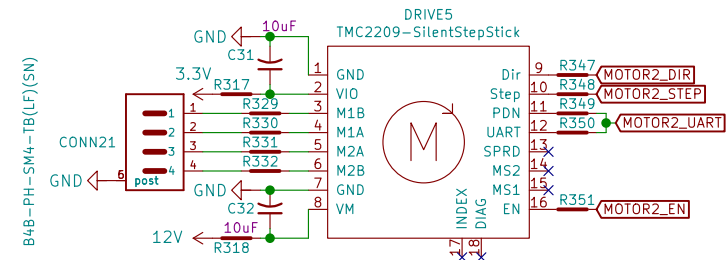 DRIVE5
TMC2209-SilentStepStick
10uF
GND
C31
3.3V
R317
1 GND
2 VIO
3 M1B
4 M1A
5 M2A
6 M2B
7 GND
8 VM
R329
R330
R331
R332
B4B-PH-SM4-TB(LF)(SN)
CONN21
1
2
3
4
post
5
GND
GND
C32
10uF
12V
R318
M
Dir 9 R347 MOTOR2_DIR
Step 10 R348 MOTOR2_STEP
PDN 11 R349
UART 12 R350 MOTOR2_UART
SPRD 13
MS2 14
MS1 15
EN 16 R351 MOTOR2_EN
INDEX 17
DIAG 18